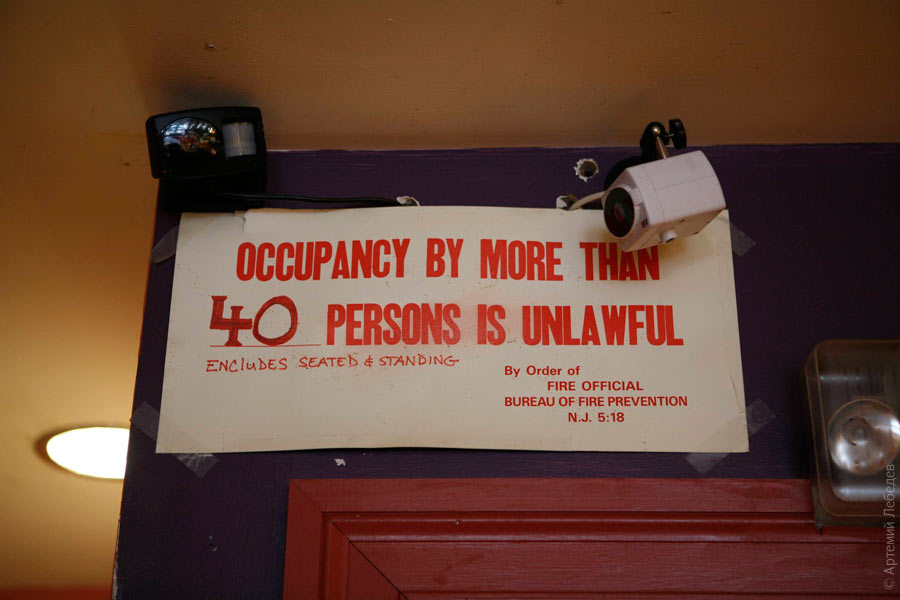 OCCUPANCY BY MORE THAN
40 PERSONS IS UNLAWFUL
ENCLUDES SEATED & STANDING
By Order of
FIRE OFFICIAL
BUREAU OF FIRE PREVENTION
N.J. 5:18
© Артемий Лебедев